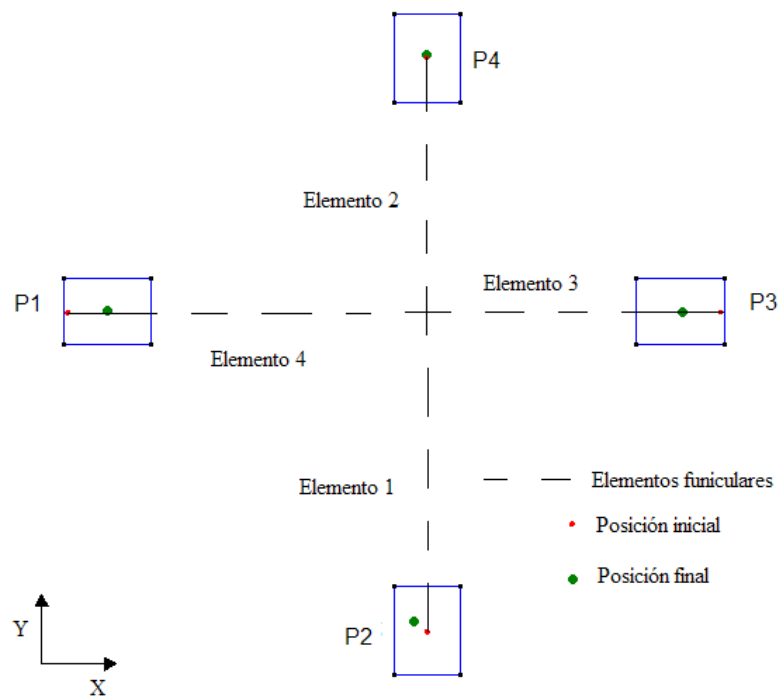 P4
Elemento 2
P1
Elemento 3
P3
Elemento 4
Elemento 1
Elementos funiculares
Posición inicial
Posición final
P2
Y
X